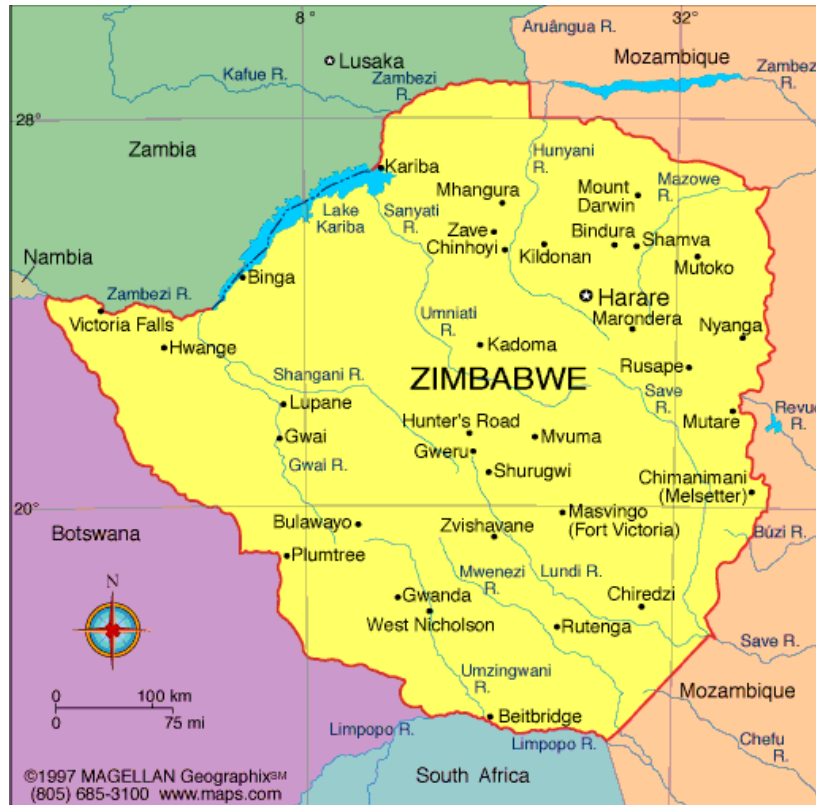 8°
32°
Aruângua R.
Lusaka
Mozambique
Kafue R.
Zambezi
R.
Zambez
R.
28°
Zambia
Hunyani
R.
Kariba
Mhangura
Mount
Darwin
Mazowe
R.
Lake
Kariba
Sanyati
R.
Zave
Chinhoyi
Kildonan
Bindura
Shamva
Mutoko
Nambia
Binga
Zambezi R.
Harare
Victoria Falls
Umniati
R.
Marondera
Nyanga
Hwange
Kadoma
Shangani R.
ZIMBABWE
Rusape
Save
R.
Lupane
Mutare
Revue
R.
Hunter's Road
Gwai
Gweru
Mvuma
Gwai R.
Shurugwi
Chimanimani
(Melsetter)
20°
Botswana
Bulawayo
Zvishavane
Masvingo
(Fort Victoria)
Búzi R.
Plumtree
Mwenezi
R.
Lundi R.
N
Gwanda
Chiredzi
West Nicholson
Rutenga
Save R.
Umzingwani
R.
0 100 km
0 75 mi
Mozambique
Beitbridge
Limpopo R.
Limpopo R.
Chefu
R.
South Africa
©1997 MAGELLAN Geographix℠
(805) 685-3100 www.maps.com